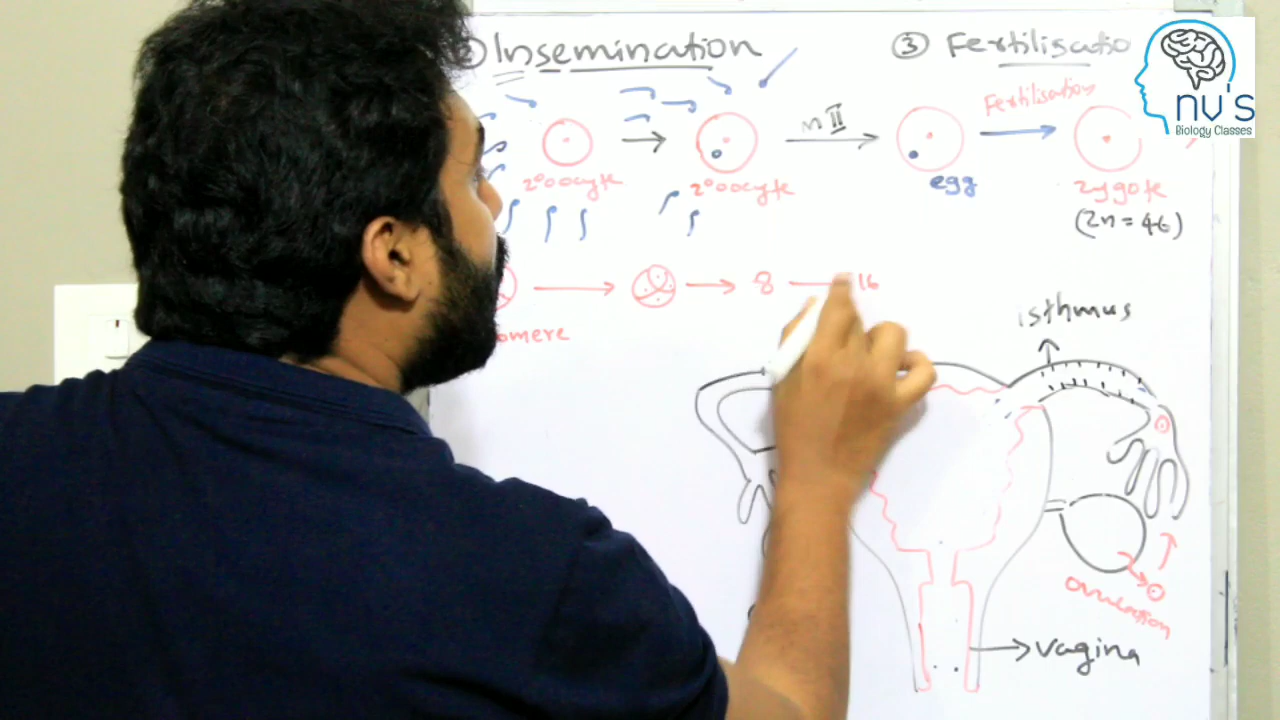 ② Insemination
③ Fertilisatio
nv's
Biology Classes
2° oocyte
2° oocyte
m II
egg
Fertilisation
zygote
(2n = 46)
omere
8
16
isthmus
ovulation
vagina